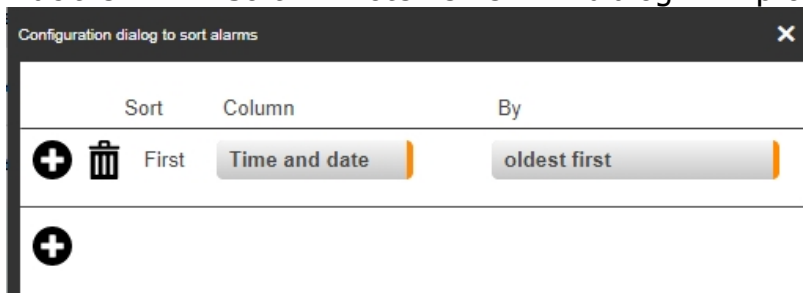 Configuration dialog to sort alarms
Sort Column By
First Time and date oldest first